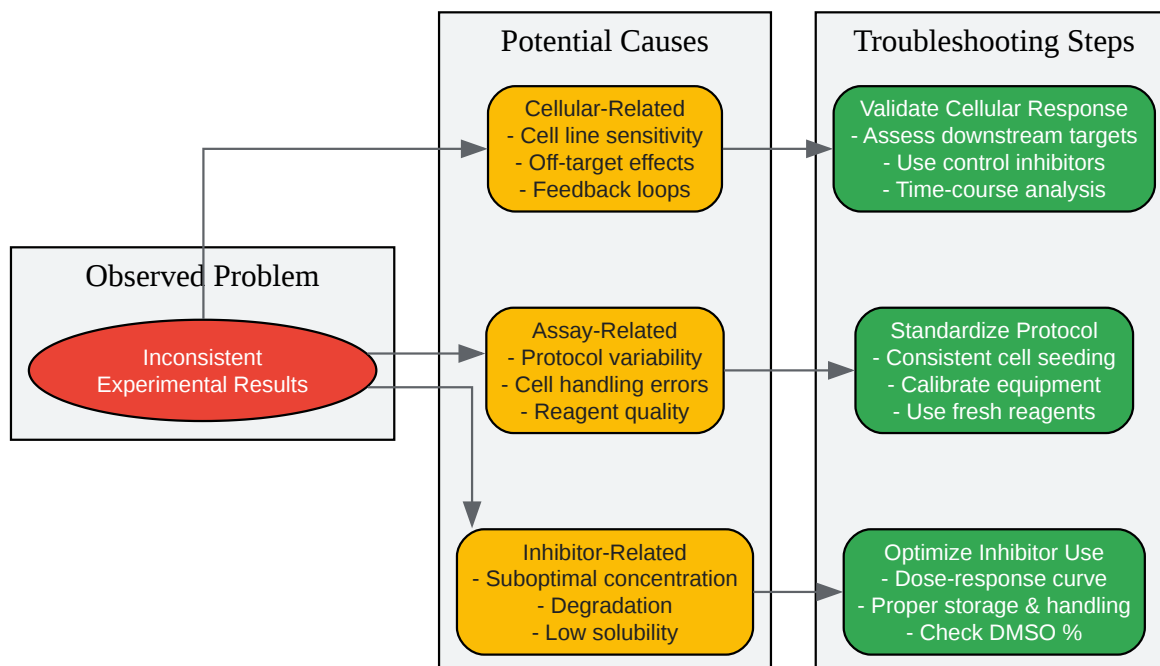 Observed Problem
Inconsistent
Experimental Results
Potential Causes
Cellular-Related
- Cell line sensitivity
- Off-target effects
- Feedback loops
Assay-Related
- Protocol variability
- Cell handling errors
- Reagent quality
Inhibitor-Related
- Suboptimal concentration
- Degradation
- Low solubility
Troubleshooting Steps
Validate Cellular Response
- Assess downstream targets
- Use control inhibitors
- Time-course analysis
Standardize Protocol
- Consistent cell seeding
- Calibrate equipment
- Use fresh reagents
Optimize Inhibitor Use
- Dose-response curve
- Proper storage & handling
- Check DMSO %